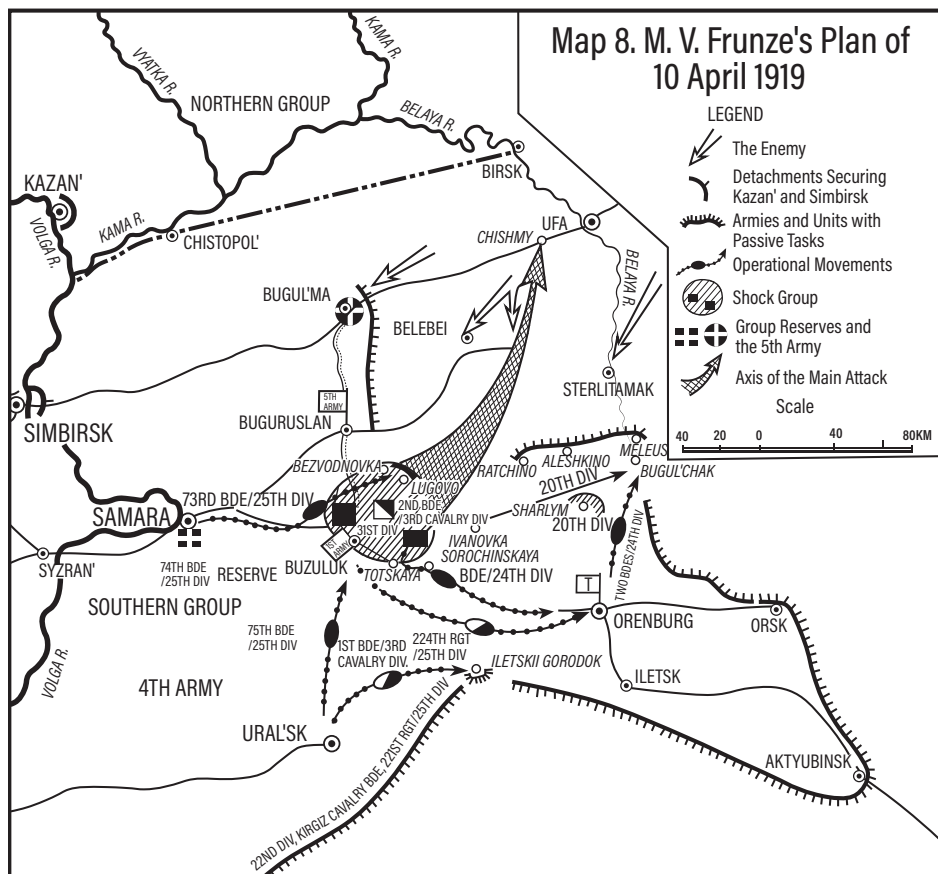 Map 8. M. V. Frunze's Plan of
10 April 1919
LEGEND
The Enemy
Detachments Securing
Kazan' and Simbirsk
Armies and Units with
Passive Tasks
Operational Movements
Shock Group
Group Reserves and
the 5th Army
Axis of the Main Attack
Scale
40 20 0 40 80KM
VYATKA R.
KAMA R.
NORTHERN GROUP
BELAYA R.
BIRSK
KAZAN'
VOLGA R.
KAMA R.
CHISTOPOL'
UFA
CHISHMY
BELAYA R.
BUGUL'MA
BELEBEI
STERLITAMAK
5TH
ARMY
SIMBIRSK
BUGURUSLAN
MELEUS
BEZVODNOVKA
RATCHINO
ALESHKINO
BUGUL'CHAK
LUGOVO
20TH DIV
73RD BDE/25TH DIV
2ND BDE
/3RD CAVALRY DIV
SHARLYM
20TH DIV
SAMARA
31ST DIV
IVANOVKA
1ST
ARMY
SOROCHINSKAYA
SYZRAN'
74TH BDE
/25TH DIV
RESERVE
BUZULUK
TOTSKAYA
BDE/24TH DIV
TWO BDES/24TH DIV
T
SOUTHERN GROUP
ORENBURG
ORSK
75TH BDE
/25TH DIV
1ST BDE/3RD
CAVALRY DIV.
224TH RGT
/25TH DIV
ILETSKII GORODOK
VOLGA R.
4TH ARMY
ILETSK
URAL'SK
AKTYUBINSK
22ND DIV, KIRGIZ CAVALRY BDE, 221ST RGT/25TH DIV